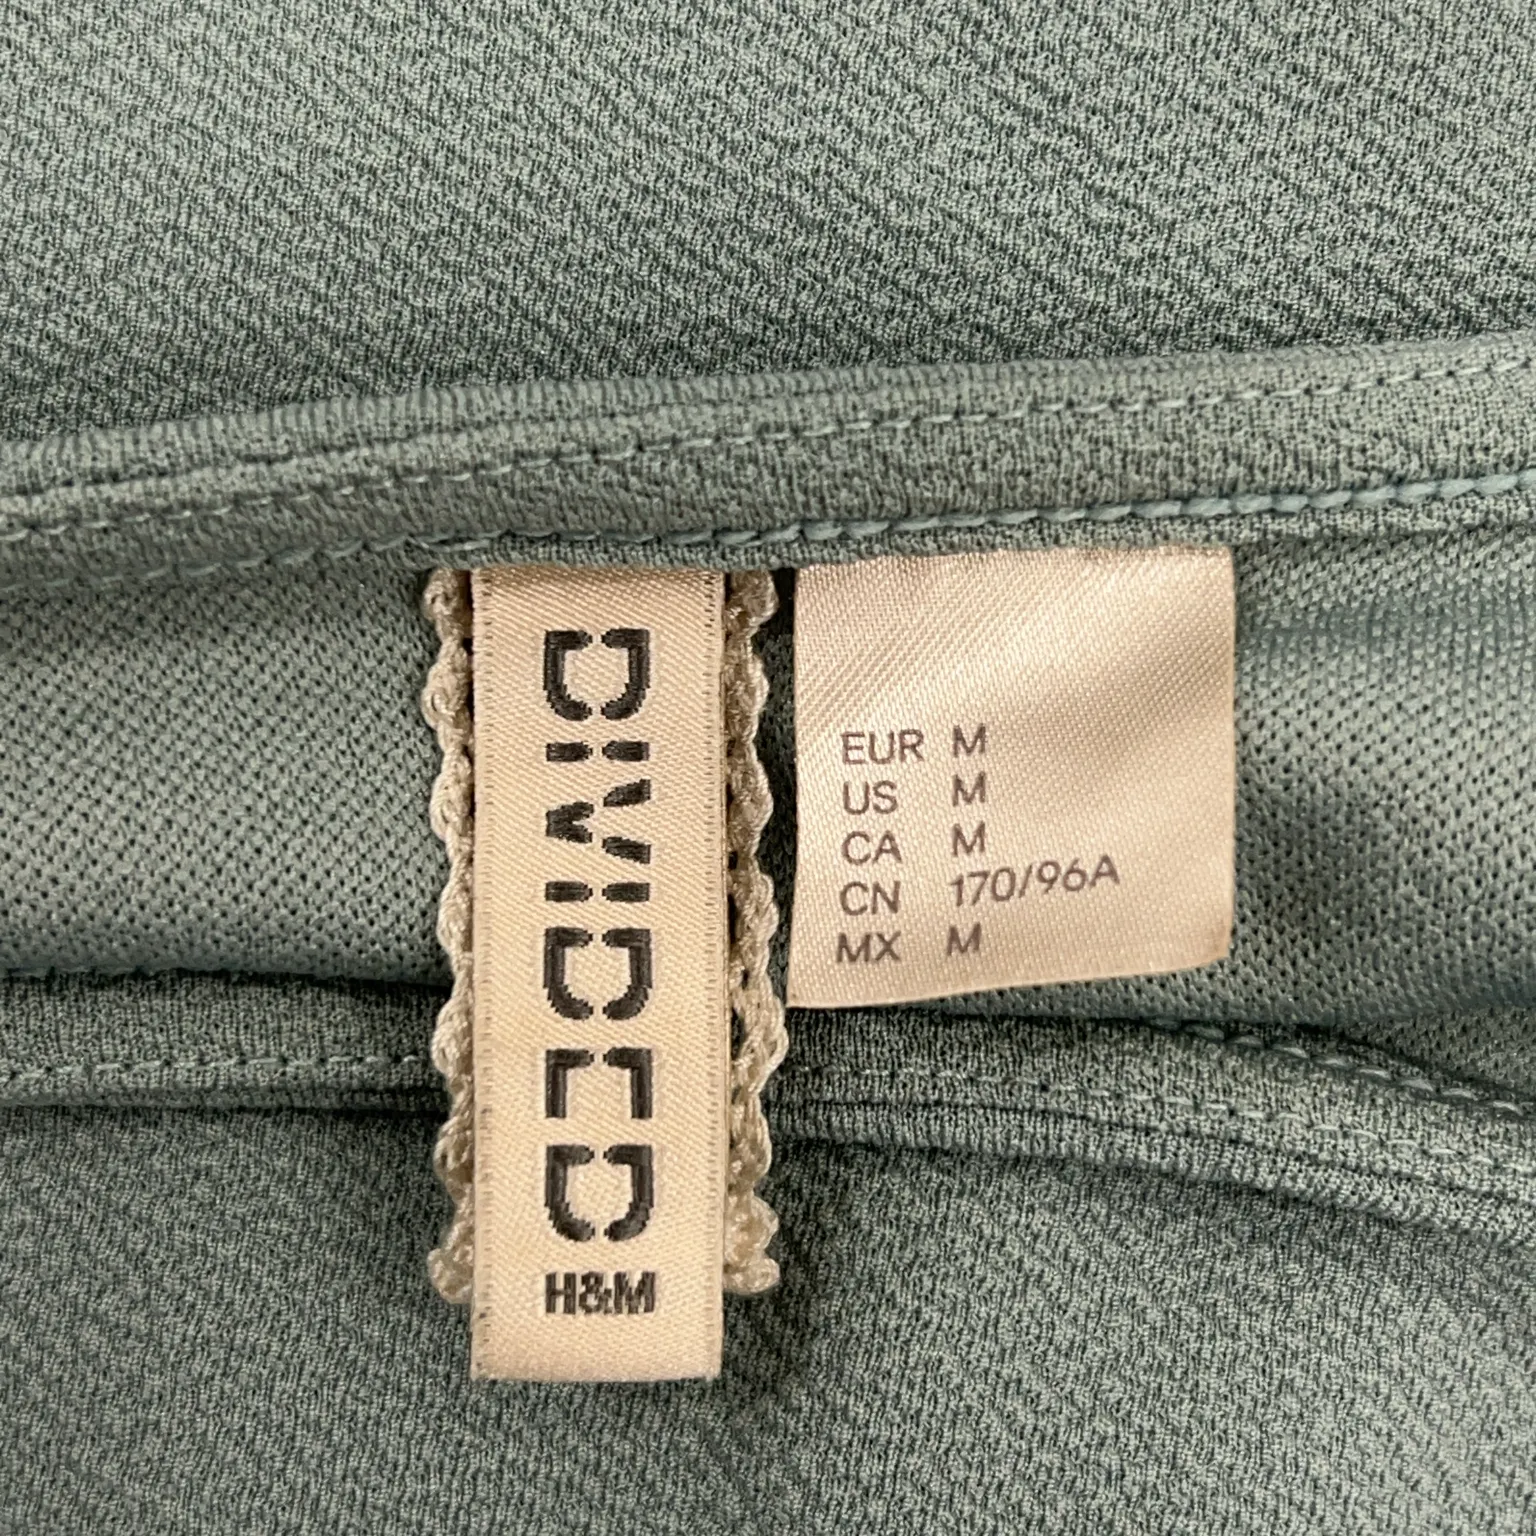 DIVIDED
H&M
EUR M
US M
CA M
CN 170/96A
MX M